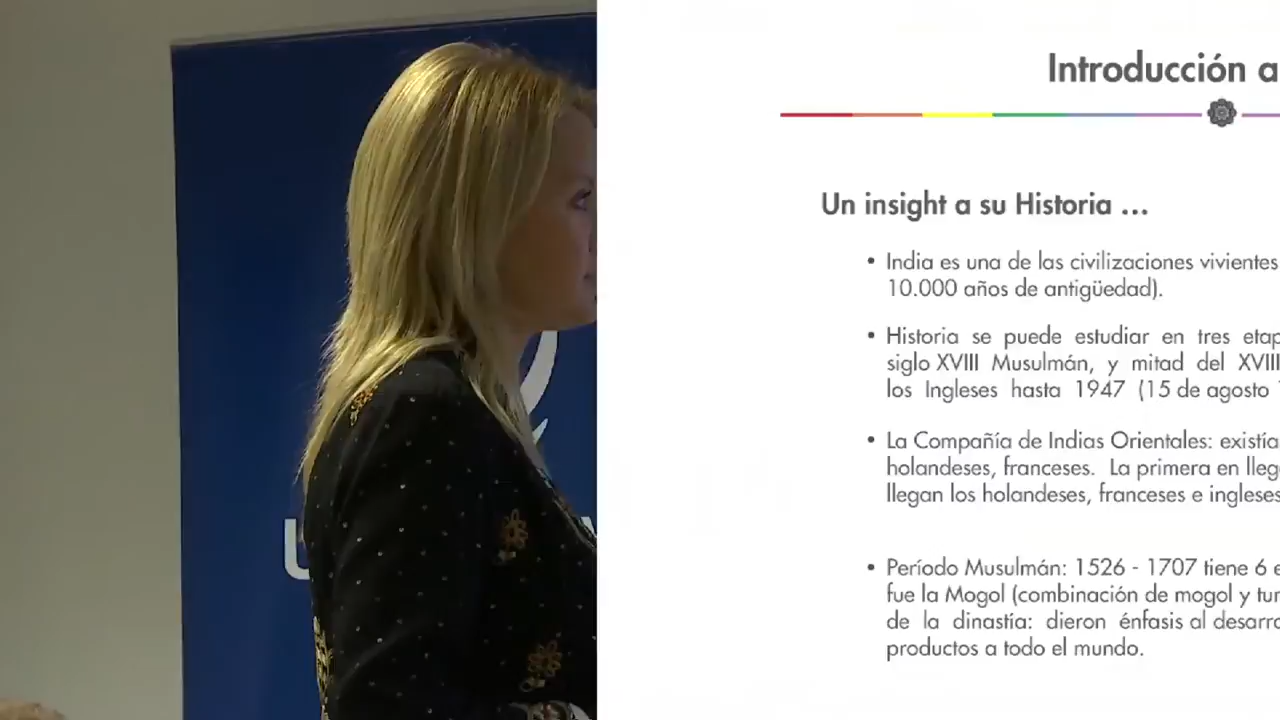 Introducción a
Un insight a su Historia ...
• India es una de las civilizaciones vivientes
10.000 años de antigüedad).
• Historia se puede estudiar en tres etap
siglo XVIII Musulmán, y mitad del XVIII
los Ingleses hasta 1947 (15 de agosto
• La Compañía de Indias Orientales: existía
holandeses, franceses. La primera en lleg
llegan los holandeses, franceses e ingleses
• Período Musulmán: 1526 - 1707 tiene 6 e
fue la Mogol (combinación de mogol y tur
de la dinastía: dieron énfasis al desarro
productos a todo el mundo.
U